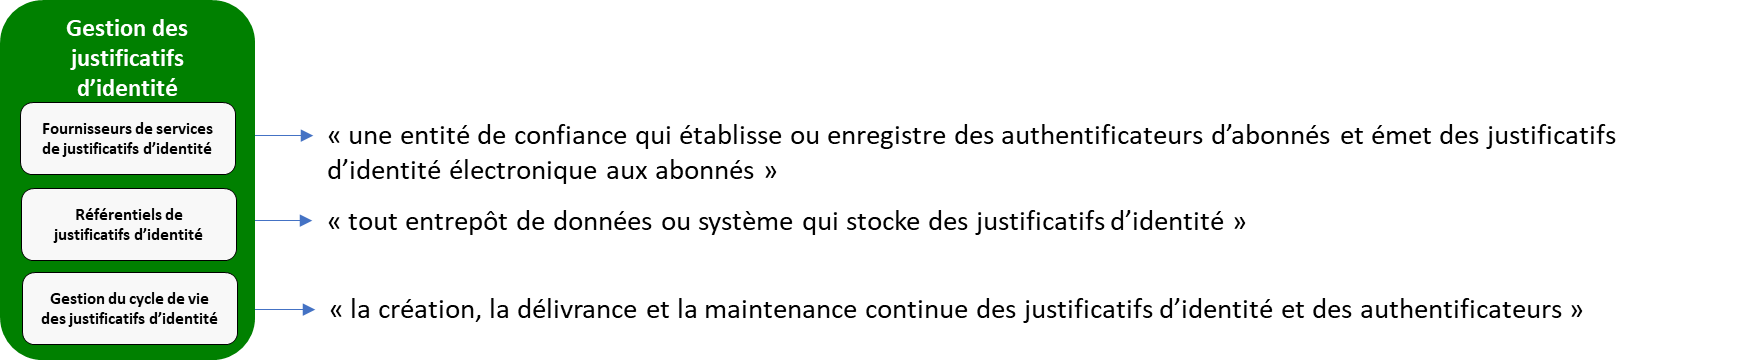 Gestion des
justificatifs
d’identité
Fournisseurs de services
de justificatifs d’identité
« une entité de confiance qui établisse ou enregistre des authentificateurs d’abonnés et émet des justificatifs
d’identité électronique aux abonnés »
Référentiels de
justificatifs d’identité
« tout entrepôt de données ou système qui stocke des justificatifs d’identité »
Gestion du cycle de vie
des justificatifs d’identité
« la création, la délivrance et la maintenance continue des justificatifs d’identité et des authentificateurs »